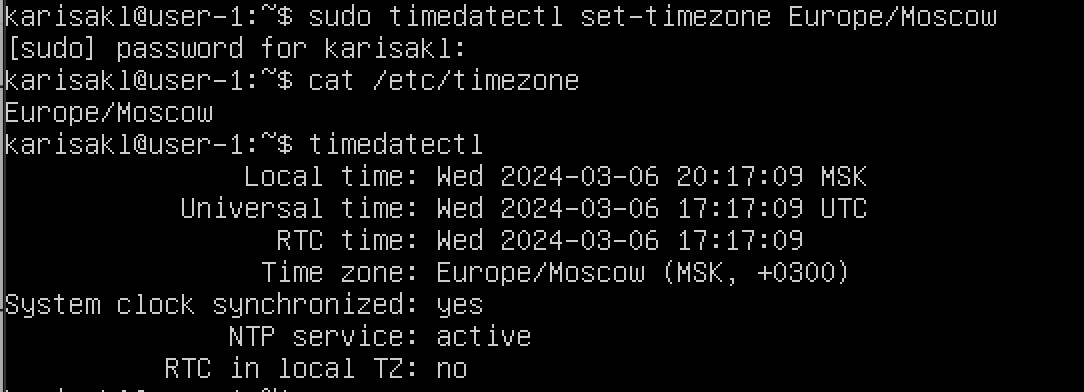 karisakl@user-1:~$ sudo timedatectl set-timezone Europe/Moscow
[sudo] password for karisakl:
karisakl@user-1:~$ cat /etc/timezone
Europe/Moscow
karisakl@user-1:~$ timedatectl
Local time: Wed 2024-03-06 20:17:09 MSK
Universal time: Wed 2024-03-06 17:17:09 UTC
RTC time: Wed 2024-03-06 17:17:09
Time zone: Europe/Moscow (MSK, +0300)
System clock synchronized: yes
NTP service: active
RTC in local TZ: no